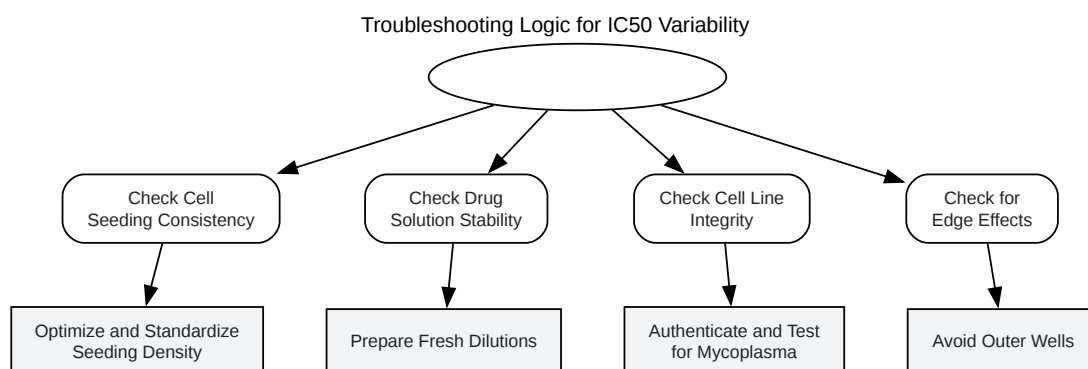 Troubleshooting Logic for IC50 Variability
Check Cell
Seeding Consistency
Check Drug
Solution Stability
Check Cell Line
Integrity
Check for
Edge Effects
Optimize and Standardize
Seeding Density
Prepare Fresh Dilutions
Authenticate and Test
for Mycoplasma
Avoid Outer Wells